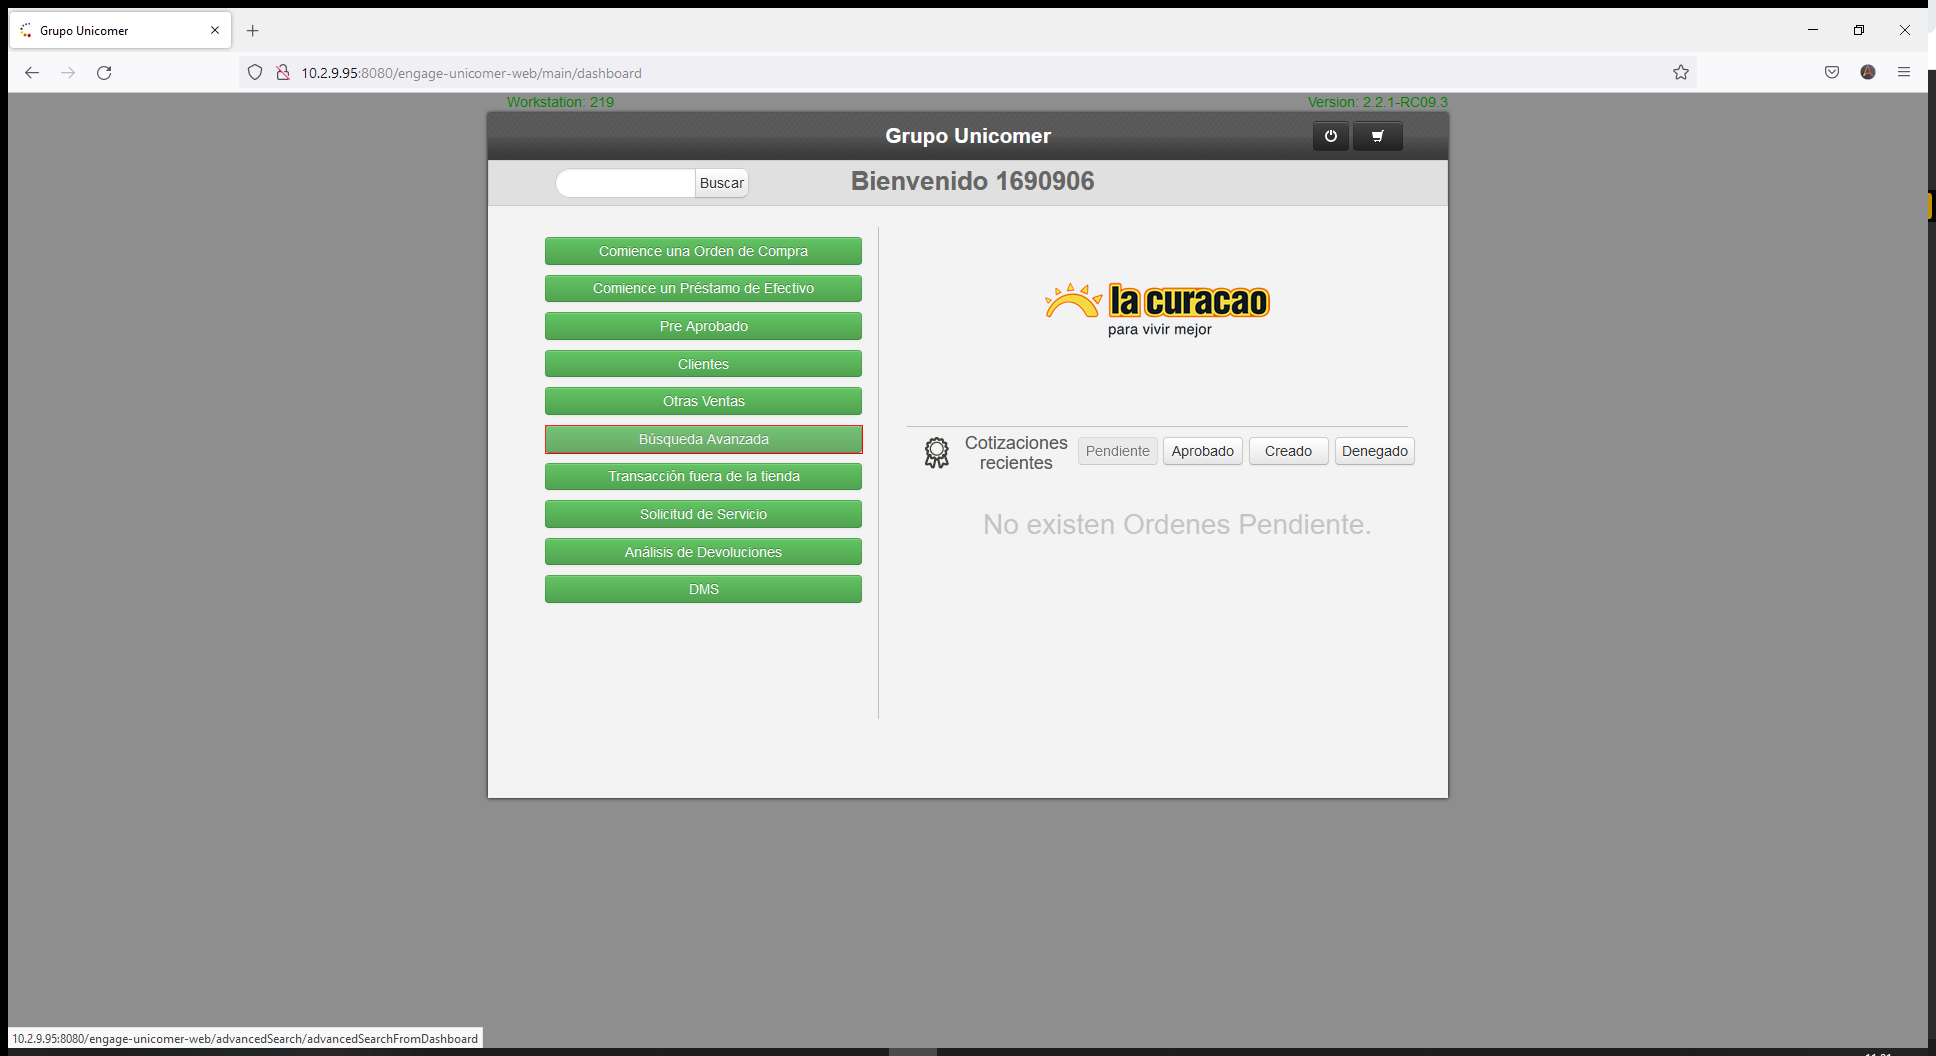 Grupo Unicomer
10.2.9.95:8080/engage-unicomer-web/main/dashboard
Workstation: 219
Version: 2.2.1-RC09.3
Grupo Unicomer
Buscar
Bienvenido 1690906
Comience una Orden de Compra
Comience un Préstamo de Efectivo
Pre Aprobado
Clientes
Otras Ventas
Búsqueda Avanzada
Transacción fuera de la tienda
Solicitud de Servicio
Análisis de Devoluciones
DMS
la curacao
para vivir mejor
Cotizaciones recientes
Pendiente
Aprobado
Creado
Denegado
No existen Ordenes Pendiente.
10.2.9.95:8080/engage-unicomer-web/advancedSearch/advancedSearchFromDashboard